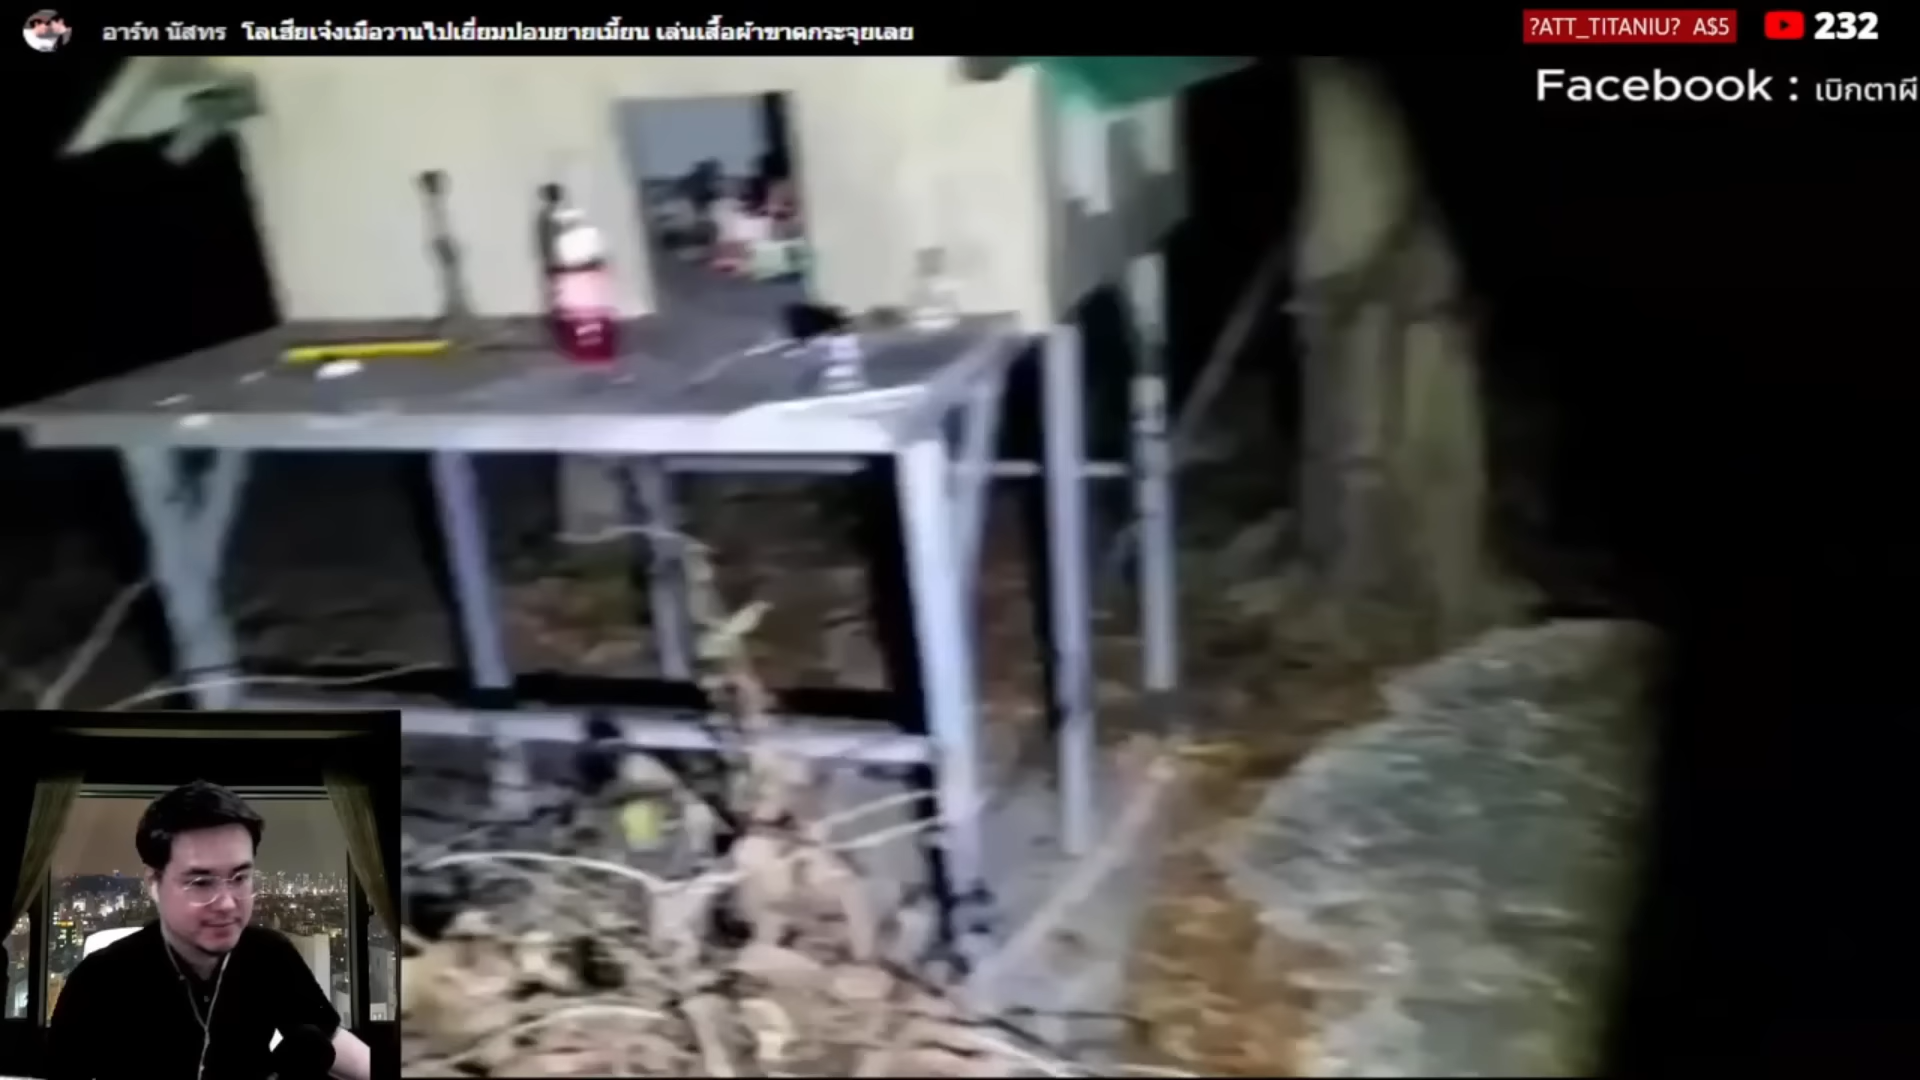 อาร์ท นัสทร โลเฮียเจ่งเมื่อวานไปเยี่ยมปอบยายเมี้ยน เล่นเสื้อผ้าขาดกระจุยเลย
?ATT_TITANIU? A$5
232
Facebook : เบิกตาผี